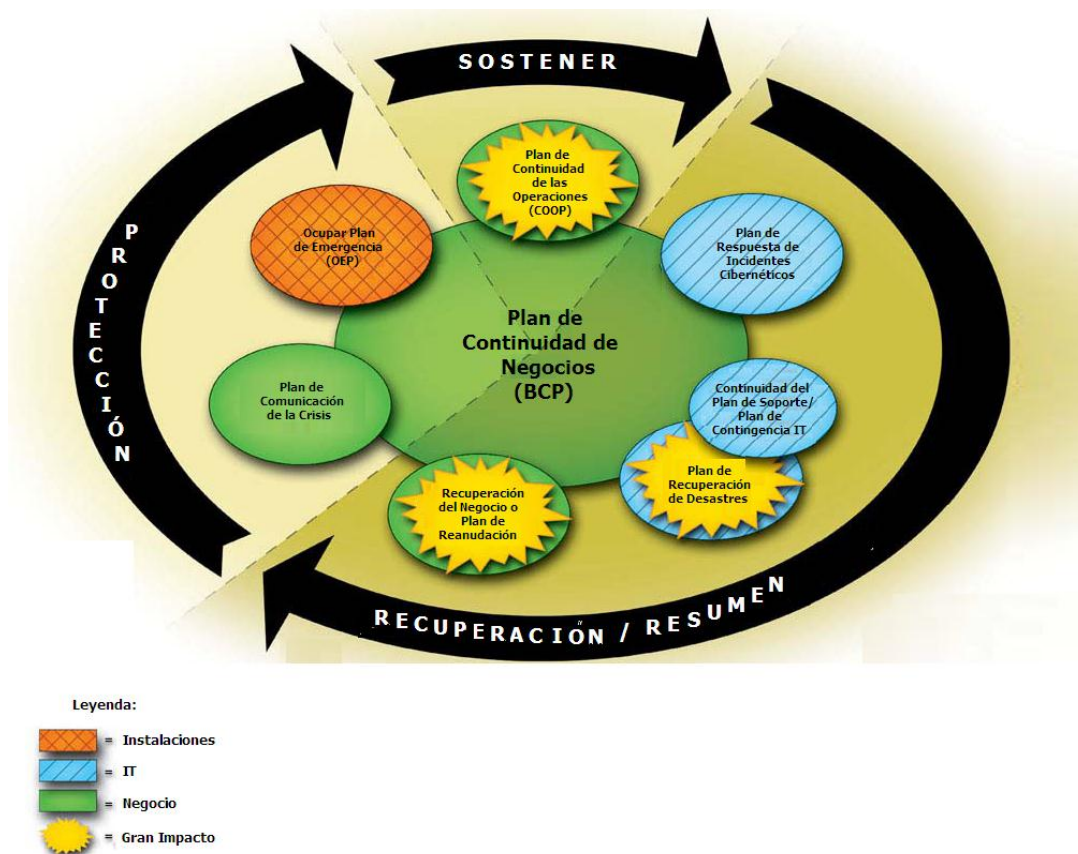 SOSTENER
PROTECCIÓN
Plan de
Continuidad
de las
Operaciones
(COOP)
Ocupar Plan
de Emergencia
(OEP)
Plan de
Respuesta de
Incidentes
Cibernéticos
Plan de
Continuidad de
Negocios
(BCP)
Plan de
Comunicación
de la Crisis
Continuidad del
Plan de Soporte/
Plan de
Contingencia IT
Plan de
Recuperación
de Desastres
Recuperación
del Negocio o
Plan de
Reanudación
RECUPERACIÓN / RESUMEN
Leyenda:
= Instalaciones
= IT
= Negocio
= Gran Impacto